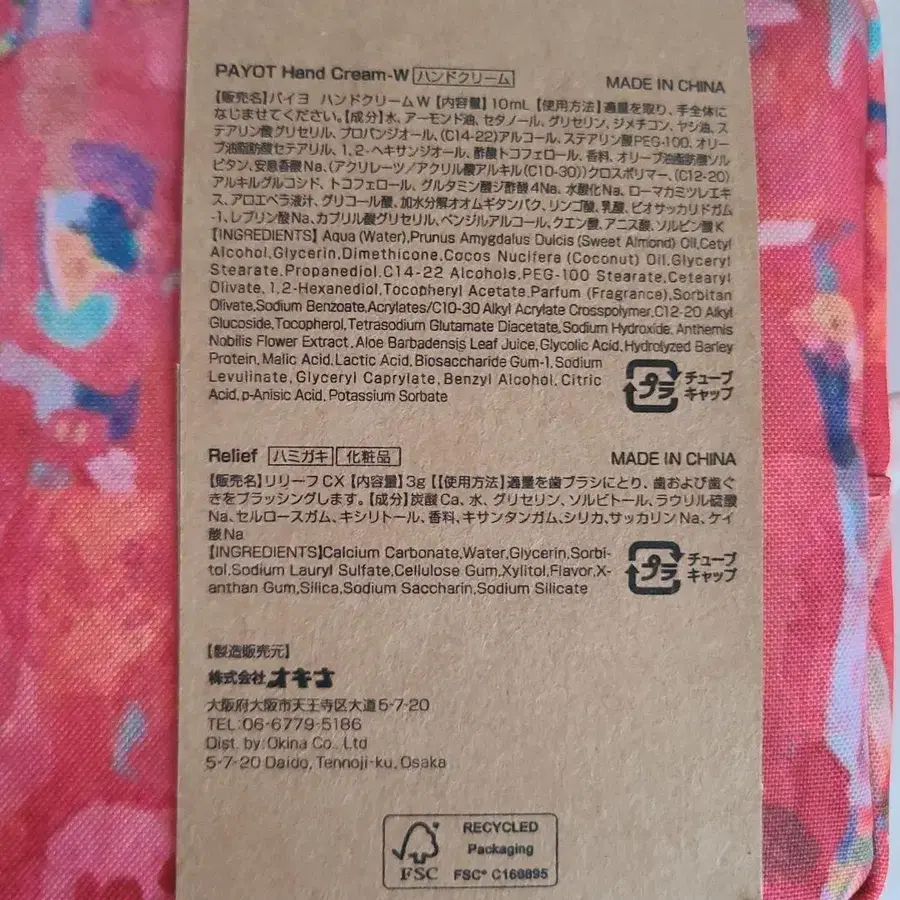 PAYOT Hand Cream-W ハンドクリーム MADE IN CHINA
【販売名】パイヨ ハンドクリームW【内容量】10mL【使用方法】適量を取り、手全体に
なじませてください。【成分】水、アーモンド油、セタノール、グリセリン、ジメチコン、ヤシ油、ス
テアリン酸グリセリル、プロパンジオール、(C14-22)アルコール、ステアリン酸PEG-100、オリー
ブ油脂肪酸セテアリル、1,2-ヘキサンジオール、酢酸トコフェロール、香料、オリーブ油脂肪酸ソル
ビタン、安息香酸Na、(アクリレーツ/アクリル酸アルキル(C10-30))クロスポリマー、(C12-20)
アルキルグルコシド、トコフェロール、グルタミン酸ジ酢酸4Na、水酸化Na、ローマカミツレエキ
ス、アロエベラ液汁、グリコール酸、加水分解オオムギタンパク、リンゴ酸、乳酸、ビオサッカリドガム
-1、レブリン酸Na、カプリル酸グリセリル、ベンジルアルコール、クエン酸、アニス酸、ソルビン酸K
【INGREDIENTS】Aqua (Water),Prunus Amygdalus Dulcis (Sweet Almond) Oil,Cetyl
Alcohol,Glycerin,Dimethicone,Cocos Nucifera (Coconut) Oil,Glyceryl
Stearate,Propanediol,C14-22 Alcohols,PEG-100 Stearate,Cetearyl
Olivate,1,2-Hexanediol,Tocopheryl Acetate,Parfum (Fragrance),Sorbitan
Olivate,Sodium Benzoate,Acrylates/C10-30 Alkyl Acrylate Crosspolymer,C12-20 Alkyl
Glucoside,Tocopherol,Tetrasodium Glutamate Diacetate,Sodium Hydroxide,Anthemis
Nobilis Flower Extract,Aloe Barbadensis Leaf Juice,Glycolic Acid,Hydrolyzed Barley
Protein,Malic Acid,Lactic Acid,Biosaccharide Gum-1,Sodium
Levulinate,Glyceryl Caprylate,Benzyl Alcohol,Citric
Acid,p-Anisic Acid,Potassium Sorbate
プラ チューブ
キャップ
Relief ハミガキ 化粧品 MADE IN CHINA
【販売名】リリーフCX【内容量】3g【【使用方法】適量を歯ブラシにとり、歯および歯ぐ
きをブラッシングします。【成分】炭酸Ca、水、グリセリン、ソルビトール、ラウリル硫酸
Na、セルロースガム、キシリトール、香料、キサンタンガム、シリカ、サッカリンNa、ケイ
酸Na
【INGREDIENTS】Calcium Carbonate,Water,Glycerin,Sorbi-
tol,Sodium Lauryl Sulfate,Cellulose Gum,Xylitol,Flavor,X-
anthan Gum,Silica,Sodium Saccharin,Sodium Silicate
プラ チューブ
キャップ
【製造販売元】
株式会社オキナ
大阪府大阪市天王寺区大道5-7-20
TEL:06-6779-5186
Dist. by:Okina Co., Ltd
5-7-20 Daido, Tennoji-ku, Osaka
RECYCLED
Packaging
FSC FSC® C160895